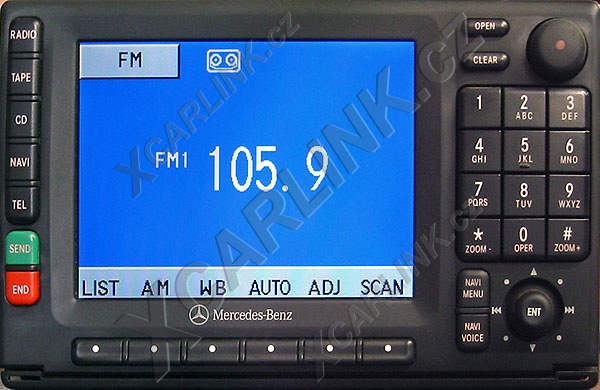 RADIO
TAPE
CD
NAVI
TEL
SEND
END
FM
FM1 105.9
LIST AM WB AUTO ADJ SCAN
Mercedes-Benz
OPEN
CLEAR
1 2 ABC 3 DEF
4 GHI 5 JKL 6 MNO
7 PQRS 8 TUV 9 WXYZ
* ZOOM - 0 OPER # ZOOM +
NAVI MENU
ENT
NAVI VOICE
XCARLINK.CZ
XCARLINK.CZ
XCARLINK.CZ